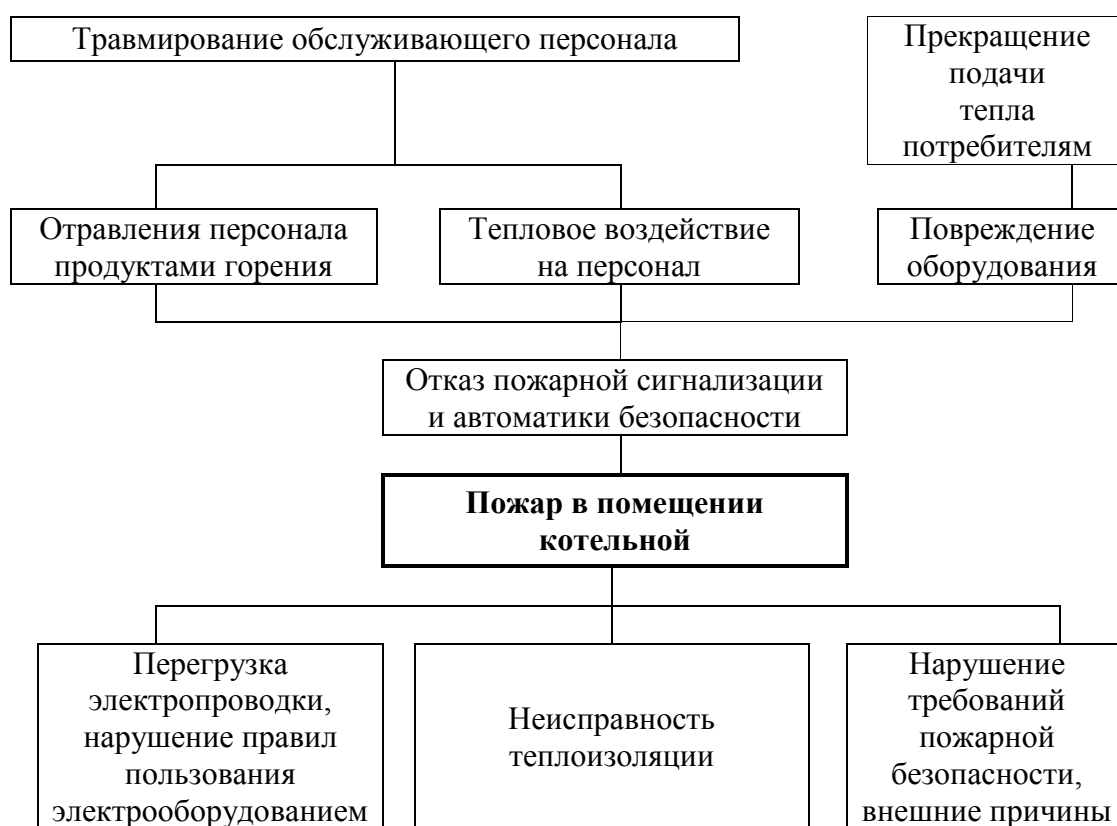 Травмирование обслуживающего персонала
Прекращение
подачи
тепла
потребителям
Отравления персонала
продуктами горения
Тепловое воздействие
на персонал
Повреждение
оборудования
Отказ пожарной сигнализации
и автоматики безопасности
Пожар в помещении
котельной
Перегрузка
электропроводки,
нарушение правил
пользования
электрооборудованием
Неисправность
теплоизоляции
Нарушение
требований
пожарной
безопасности,
внешние причины